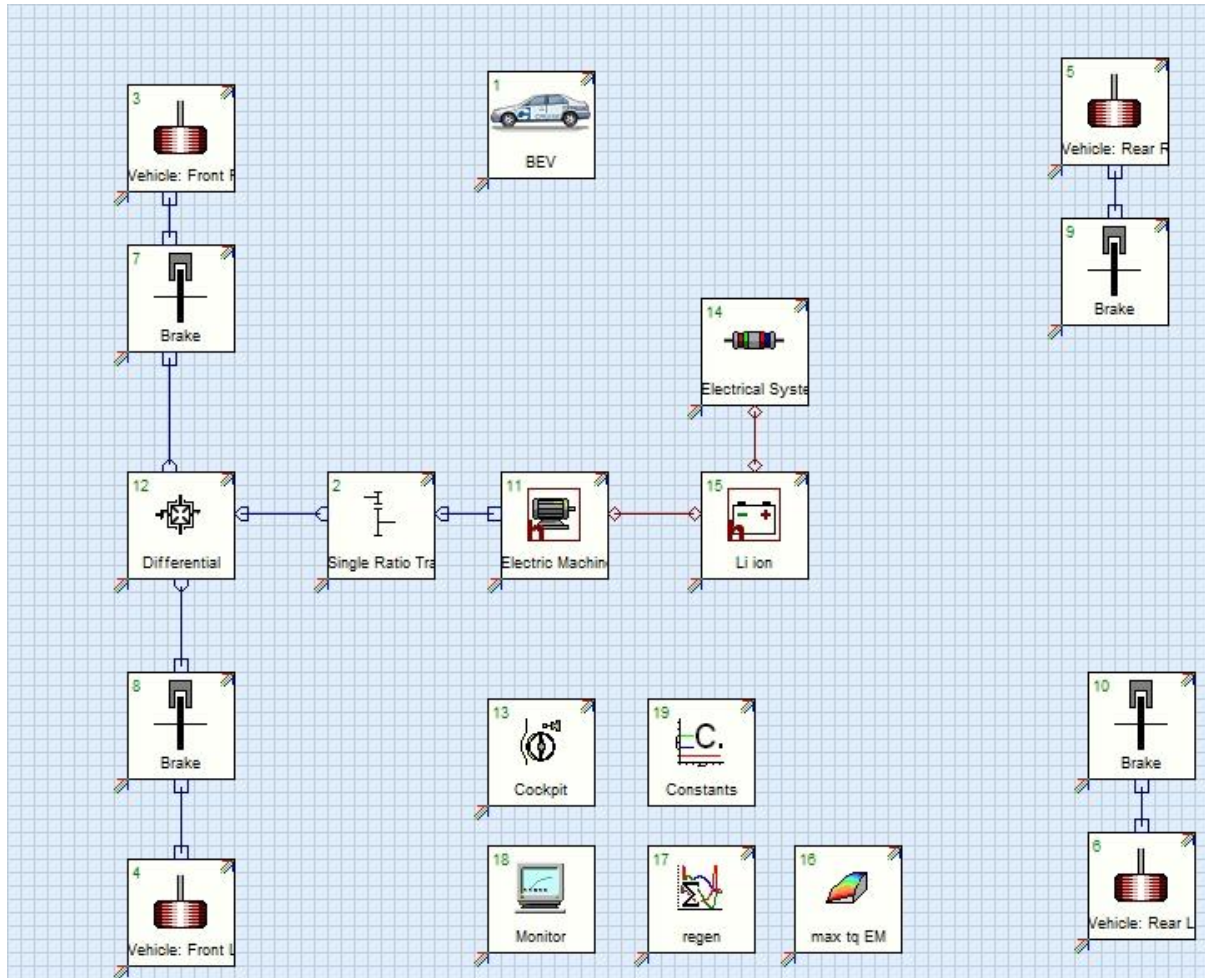 3
Vehicle: Front R
1
BEV
5
Vehicle: Rear R
7
Brake
9
Brake
14
Electrical Syste
12
Differential
2
Single Ratio Tra
11
Electric Machin
15
Li ion
8
Brake
13
Cockpit
19
C.
Constants
10
Brake
4
Vehicle: Front L
18
Monitor
17
Σ
regen
16
max tq EM
6
Vehicle: Rear L